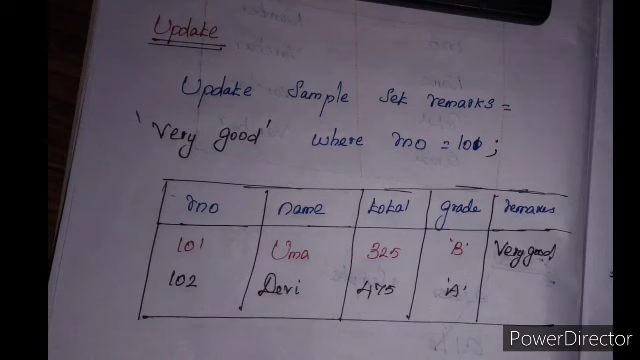 Update
Update Sample Set remarks =
'Very good' where rno = 101;
rno name total grade remarks
101 Uma 325 'B' Very good
102 Devi 475 'A'
PowerDirector